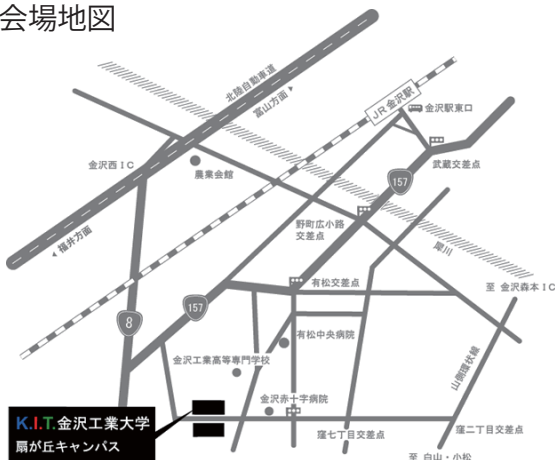 会場地図
北陸自動車道
富山方面
JR金沢駅
金沢駅東口
金沢西IC
農業会館
武蔵交差点
157
野町広小路
交差点
福井方面
犀川
有松交差点
至 金沢森本IC
157
8
有松中央病院
金沢工業高等専門学校
山側環状線
金沢赤十字病院
K.I.T.金沢工業大学
扇が丘キャンパス
窪七丁目交差点
窪二丁目交差点
至 白山・小松